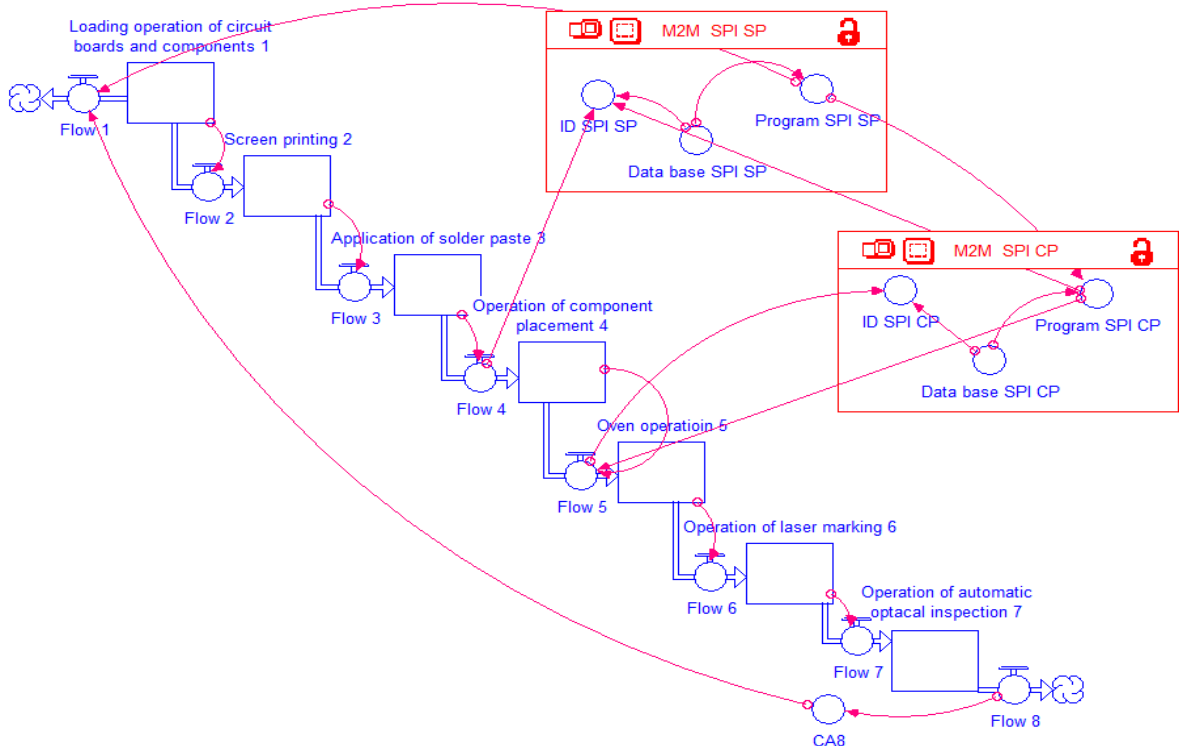 Loading operation of circuit
boards and components 1
Flow 1
Screen printing 2
Flow 2
Application of solder paste 3
Flow 3
Operation of component
placement 4
Flow 4
Oven operatioin 5
Flow 5
Operation of laser marking 6
Flow 6
Operation of automatic
optacal inspection 7
Flow 7
Flow 8
CA8
M2M SPI SP
ID SPI SP
Program SPI SP
Data base SPI SP
M2M SPI CP
ID SPI CP
Program SPI CP
Data base SPI CP